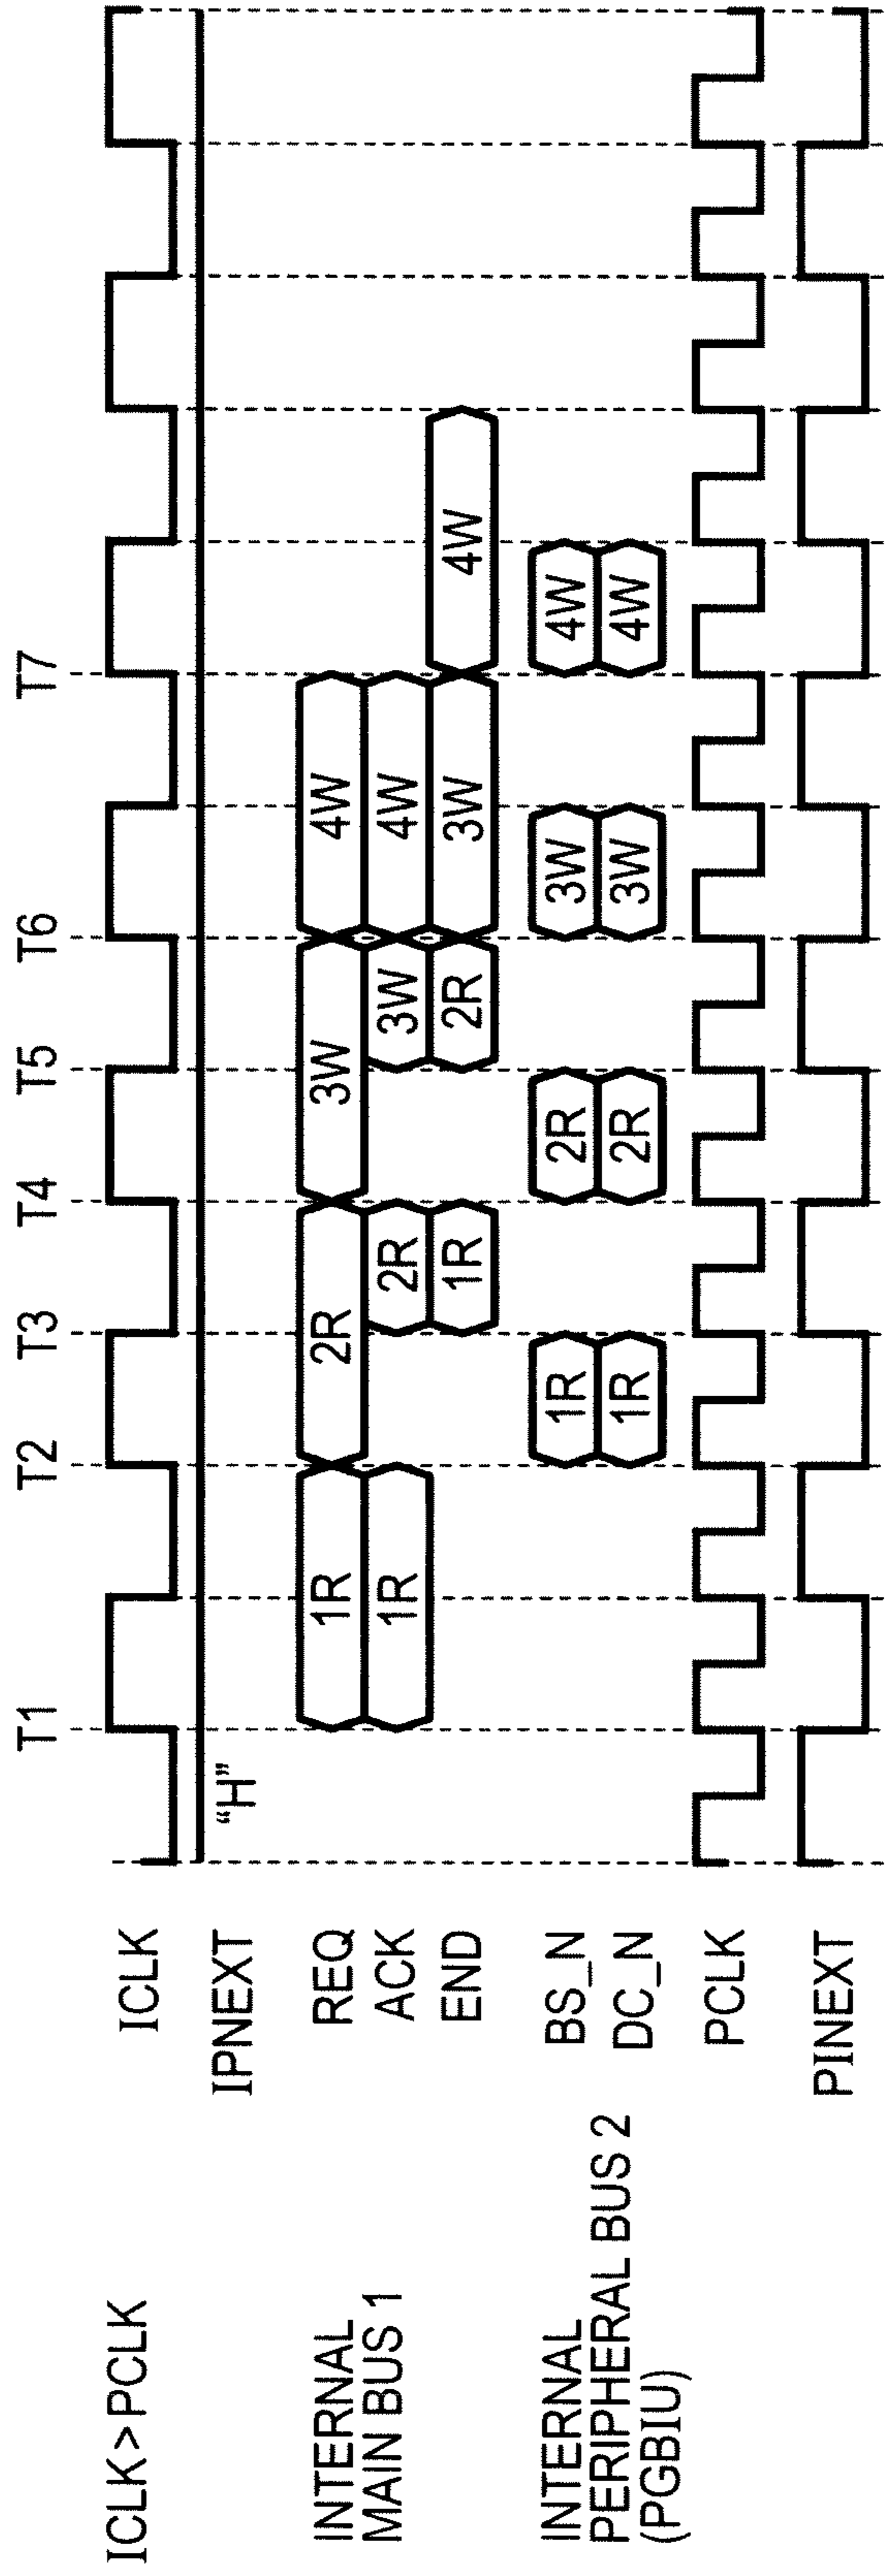 T1 T2 T3 T4 T5 T6 T7
ICLK>PCLK
ICLK
IPNEXT
"H"
INTERNAL
MAIN BUS 1
REQ 1R 2R 3W 4W
ACK 1R 2R 3W 4W
END 1R 2R 3W 4W
INTERNAL
PERIPHERAL BUS 2
(PGBIU)
BS_N 1R 2R 3W 4W
DC_N 1R 2R 3W 4W
PCLK
PINEXT